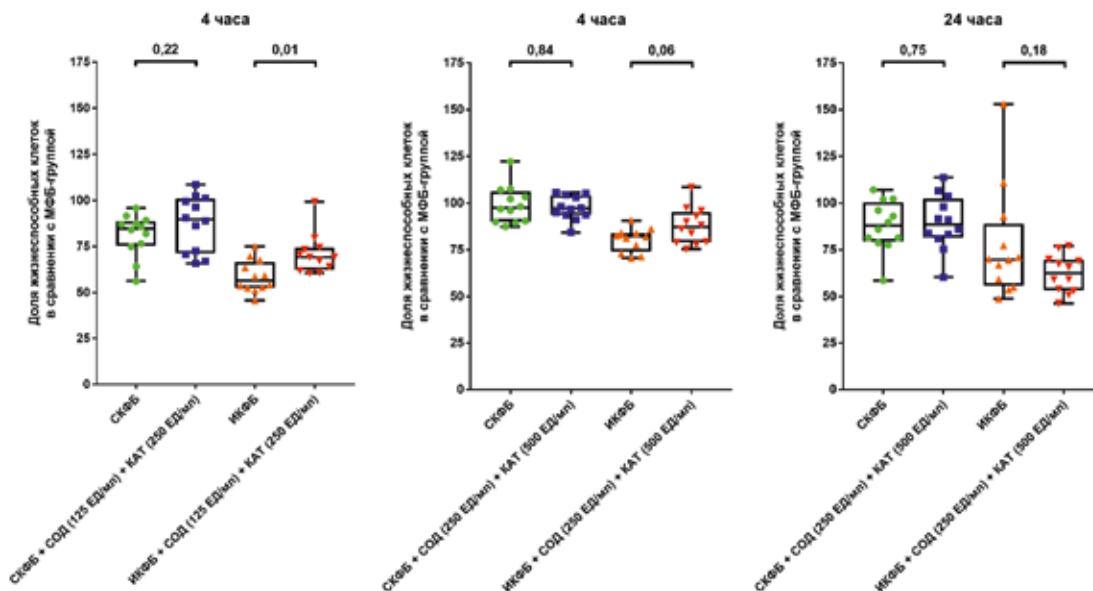 4 часа
0,22
0,01
Доля жизнеспособных клеток
в сравнении с МФБ-группой
175
150
125
100
75
50
25
0
СКФБ
СКФБ + СОД (125 ЕД/мл) + КАТ (250 ЕД/мл)
ИКФБ
ИКФБ + СОД (125 ЕД/мл) + КАТ (250 ЕД/мл)
4 часа
0,84
0,06
Доля жизнеспособных клеток
в сравнении с МФБ-группой
175
150
125
100
75
50
25
0
СКФБ
СКФБ + СОД (250 ЕД/мл) + КАТ (500 ЕД/мл)
ИКФБ
ИКФБ + СОД (250 ЕД/мл) + КАТ (500 ЕД/мл)
24 часа
0,75
0,18
Доля жизнеспособных клеток
в сравнении с МФБ-группой
175
150
125
100
75
50
25
0
СКФБ
СКФБ + СОД (250 ЕД/мл) + КАТ (500 ЕД/мл)
ИКФБ
ИКФБ + СОД (250 ЕД/мл) + КАТ (500 ЕД/мл)